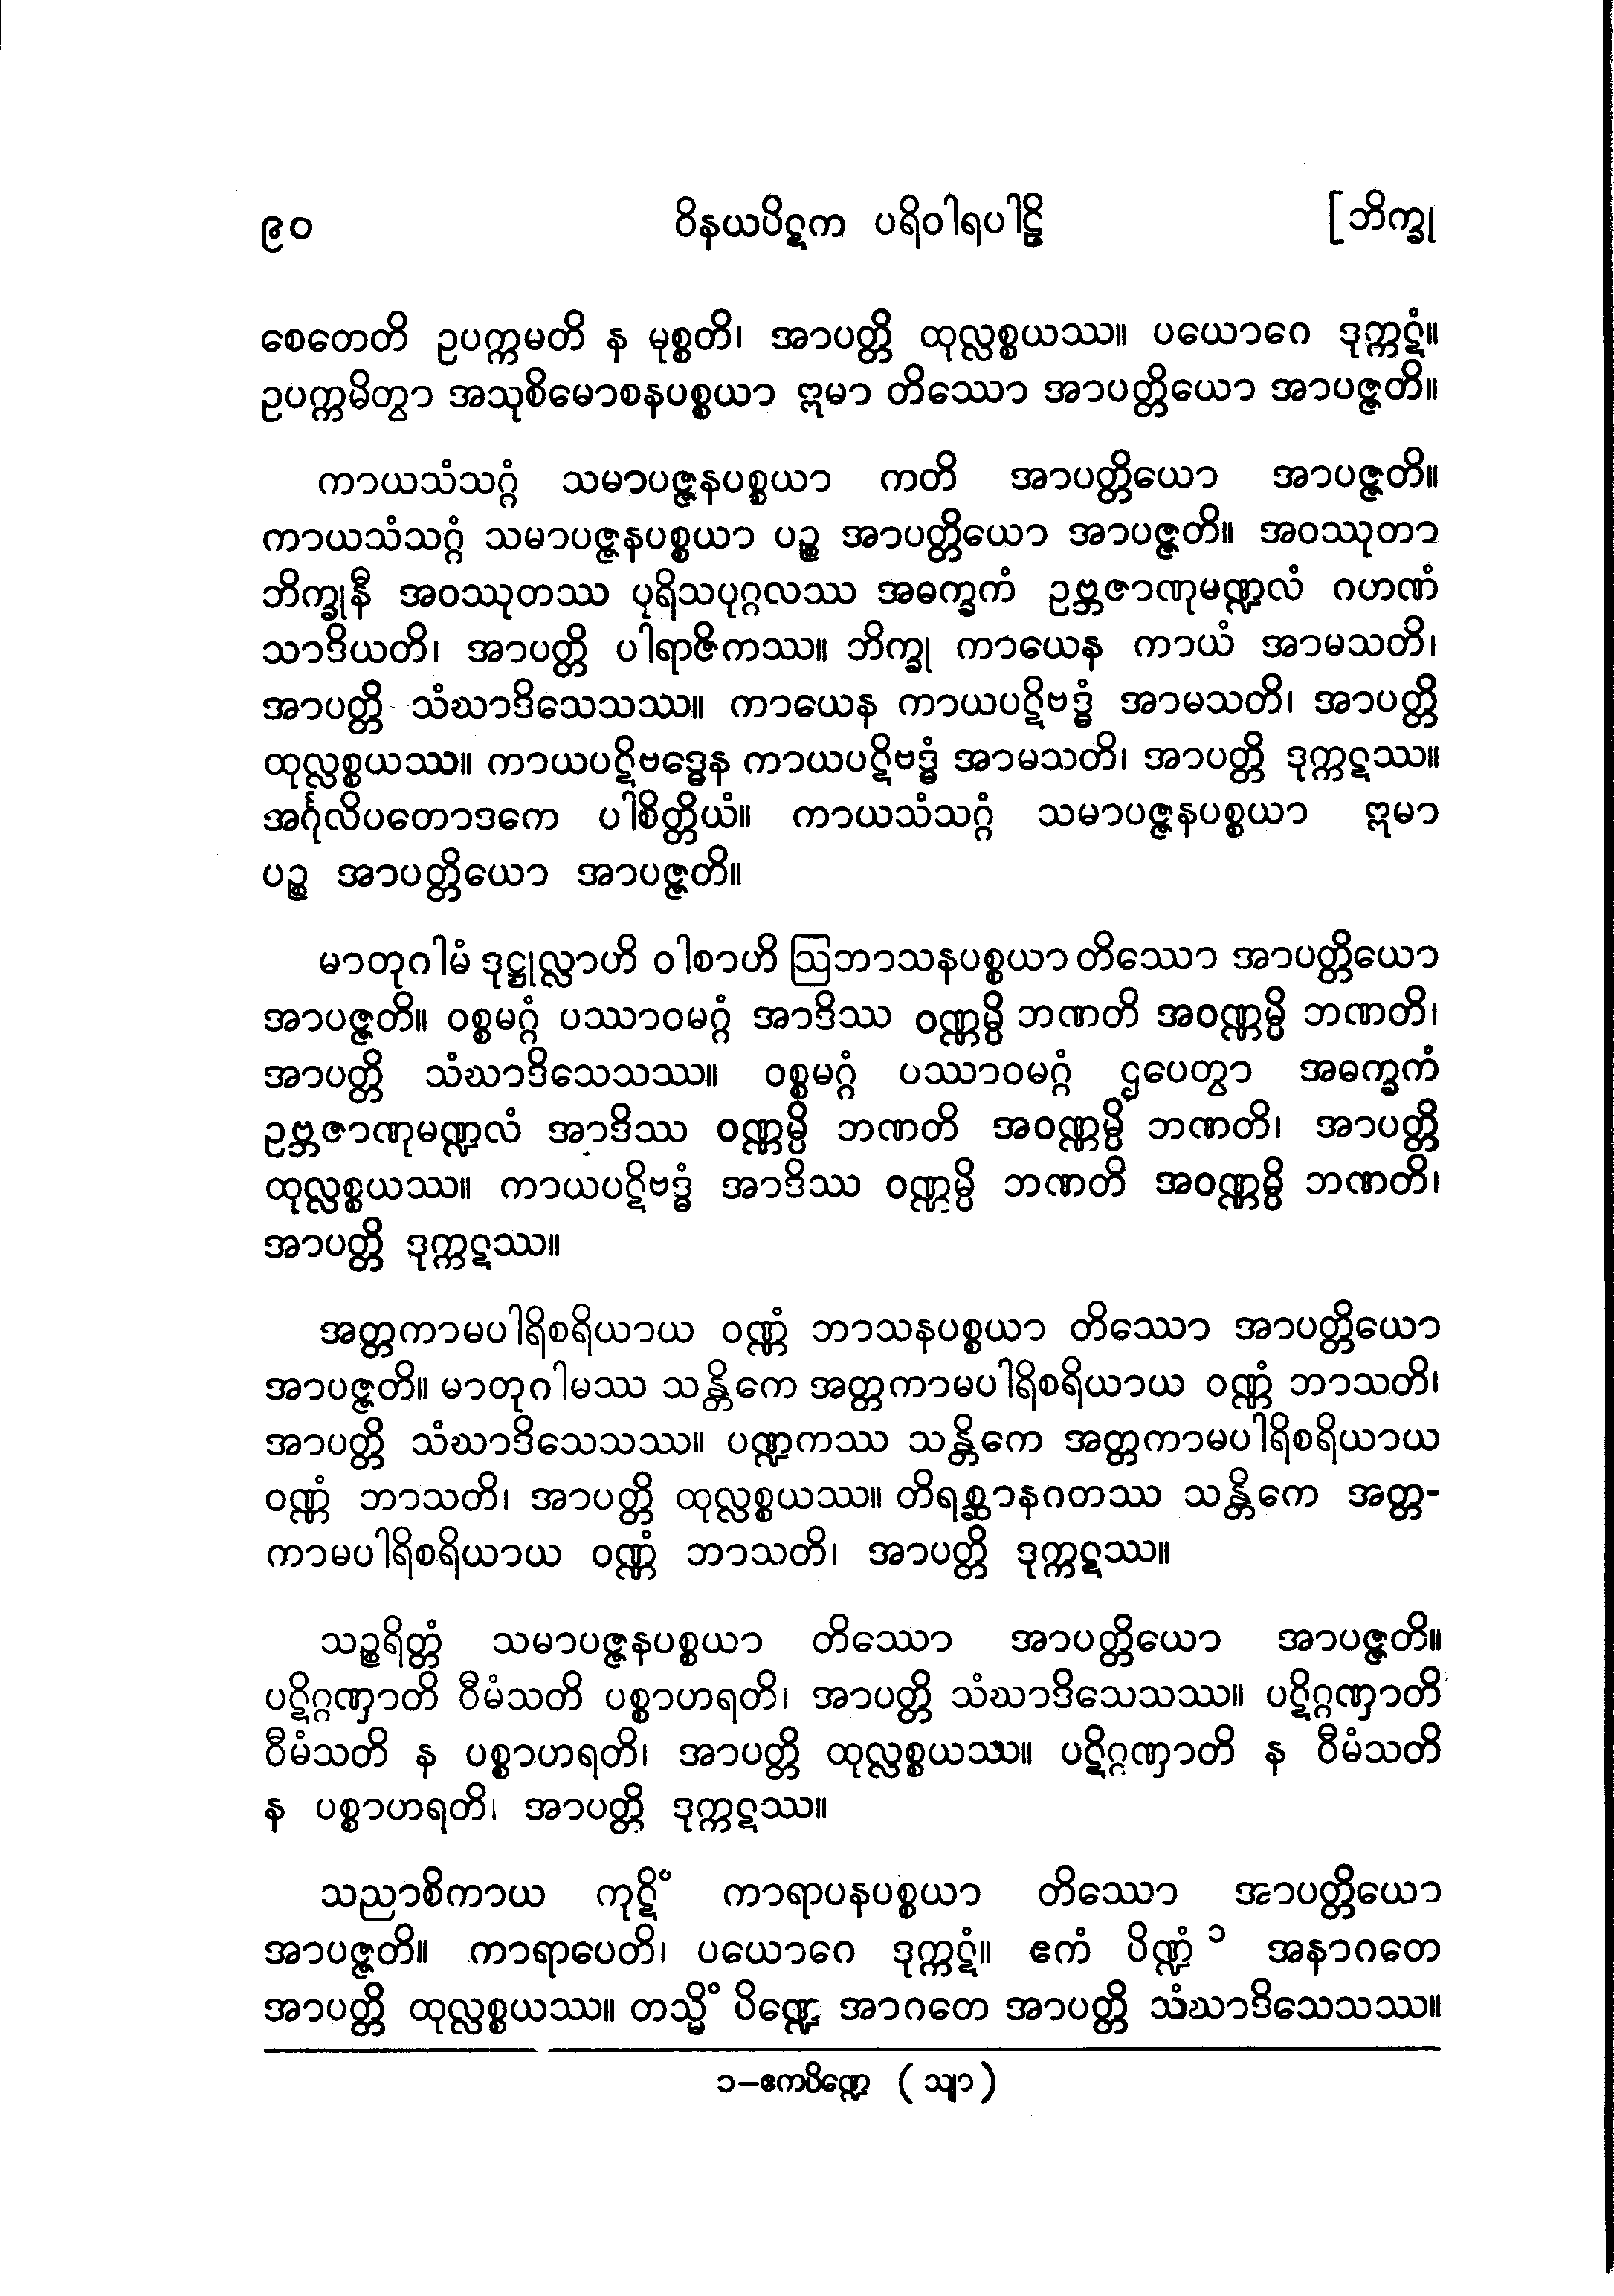 ၉၀ ဝိနယပိဋက ပရိဝါရပါဠိ [ဘိက္ခု
စေတေတိ ဥပက္ကမတိ န မုစ္စတိ၊ အာပတ္တိ ထုလ္လစ္စယဿ။ ပယောဂေ ဒုက္ကဋံ။
ဥပက္ကမိတွာ အသုစိမောစနပစ္စယာ ဣမာ တိဿော အာပတ္တိယော အာပဇ္ဇတိ။
ကာယသံသဂ္ဂံ သမာပဇ္ဇနပစ္စယာ ကတိ အာပတ္တိယော အာပဇ္ဇတိ။
ကာယသံသဂ္ဂံ သမာပဇ္ဇနပစ္စယာ ပဉ္စ အာပတ္တိယော အာပဇ္ဇတိ။ အဝဿုတာ
ဘိက္ခုနီ အဝဿုတဿ ပုရိသပုဂ္ဂလဿ အဓက္ခကံ ဥဗ္ဘဇာဏုမဏ္ဍလံ ဂဟဏံ
သာဒိယတိ၊ အာပတ္တိ ပါရာဇိကဿ။ ဘိက္ခု ကာယေန ကာယံ အာမသတိ၊
အာပတ္တိ သံဃာဒိသေသဿ။ ကာယေန ကာယပဋိဗဒ္ဓံ အာမသတိ၊ အာပတ္တိ
ထုလ္လစ္စယဿ။ ကာယပဋိဗဒ္ဓေန ကာယပဋိဗဒ္ဓံ အာမသတိ၊ အာပတ္တိ ဒုက္ကဋဿ။
အင်္ဂုလိပတောဒကေ ပါစိတ္တိယံ။ ကာယသံသဂ္ဂံ သမာပဇ္ဇနပစ္စယာ ဣမာ
ပဉ္စ အာပတ္တိယော အာပဇ္ဇတိ။
မာတုဂါမံ ဒုဋ္ဌုလ္လာဟိ ဝါစာဟိ ဩဘာသနပစ္စယာ တိဿော အာပတ္တိယော
အာပဇ္ဇတိ။ ဝစ္စမဂ္ဂံ ပဿာဝမဂ္ဂံ အာဒိဿ ဝဏ္ဏမ္ပိ ဘဏတိ အဝဏ္ဏမ္ပိ ဘဏတိ၊
အာပတ္တိ သံဃာဒိသေသဿ။ ဝစ္စမဂ္ဂံ ပဿာဝမဂ္ဂံ ဌပေတွာ အဓက္ခကံ
ဥဗ္ဘဇာဏုမဏ္ဍလံ အာဒိဿ ဝဏ္ဏမ္ပိ ဘဏတိ အဝဏ္ဏမ္ပိ ဘဏတိ၊ အာပတ္တိ
ထုလ္လစ္စယဿ။ ကာယပဋိဗဒ္ဓံ အာဒိဿ ဝဏ္ဏမ္ပိ ဘဏတိ အဝဏ္ဏမ္ပိ ဘဏတိ၊
အာပတ္တိ ဒုက္ကဋဿ။
အတ္တကာမပါရိစရိယာယ ဝဏ္ဏံ ဘာသနပစ္စယာ တိဿော အာပတ္တိယော
အာပဇ္ဇတိ။ မာတုဂါမဿ သန္တိကေ အတ္တကာမပါရိစရိယာယ ဝဏ္ဏံ ဘာသတိ၊
အာပတ္တိ သံဃာဒိသေသဿ။ ပဏ္ဍကဿ သန္တိကေ အတ္တကာမပါရိစရိယာယ
ဝဏ္ဏံ ဘာသတိ၊ အာပတ္တိ ထုလ္လစ္စယဿ။ တိရစ္ဆာနဂတဿ သန္တိကေ အတ္တ-
ကာမပါရိစရိယာယ ဝဏ္ဏံ ဘာသတိ၊ အာပတ္တိ ဒုက္ကဋဿ။
သဉ္စရိတ္တံ သမာပဇ္ဇနပစ္စယာ တိဿော အာပတ္တိယော အာပဇ္ဇတိ။
ပဋိဂ္ဂဏှာတိ ဝီမံသတိ ပစ္စာဟရတိ၊ အာပတ္တိ သံဃာဒိသေသဿ။ ပဋိဂ္ဂဏှာတိ
ဝီမံသတိ န ပစ္စာဟရတိ၊ အာပတ္တိ ထုလ္လစ္စယဿ။ ပဋိဂ္ဂဏှာတိ န ဝီမံသတိ
န ပစ္စာဟရတိ၊ အာပတ္တိ ဒုက္ကဋဿ။
သညာစိကာယ ကုဋိံ ကာရာပနပစ္စယာ တိဿော အာပတ္တိယော
အာပဇ္ဇတိ။ ကာရာပေတိ၊ ပယောဂေ ဒုက္ကဋံ။ ဧကံ ပိဏ္ဍံ ၁ အနာဂတေ
အာပတ္တိ ထုလ္လစ္စယဿ။ တသ္မိံ ပိဏ္ဍေ အာဂတေ အာပတ္တိ သံဃာဒိသေသဿ။
၁–ဧကပိဏ္ဍေ (သျာ)